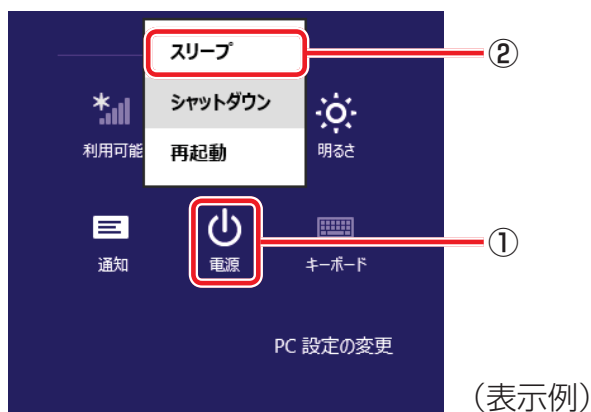 スリープ
②
シャットダウン
再起動
利用可能
明るさ
通知
電源
キーボード
①
PC 設定の変更
（表示例）